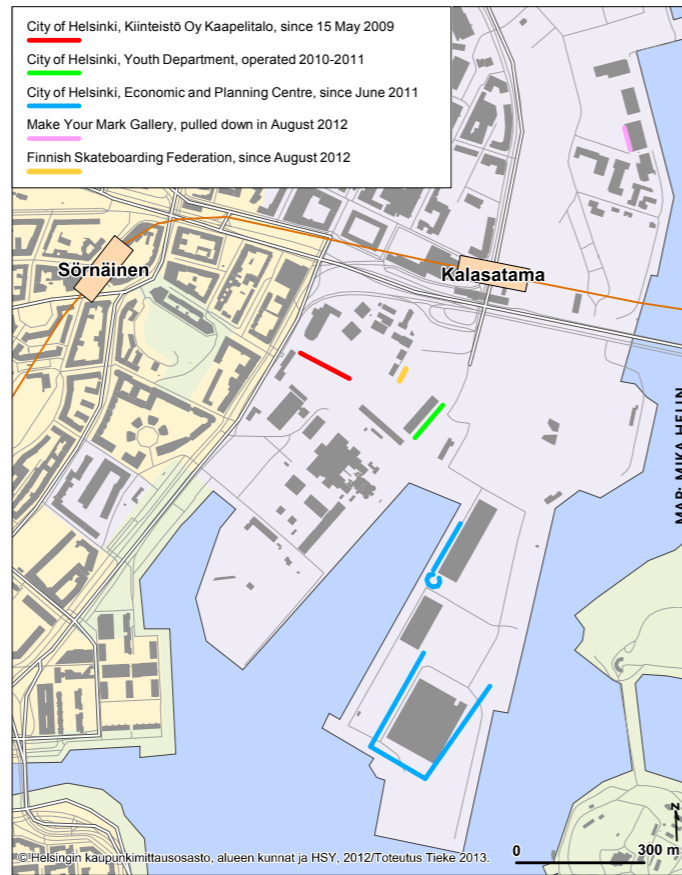 City of Helsinki, Kiinteistö Oy Kaapelitalo, since 15 May 2009
City of Helsinki, Youth Department, operated 2010-2011
City of Helsinki, Economic and Planning Centre, since June 2011
Make Your Mark Gallery, pulled down in August 2012
Finnish Skateboarding Federation, since August 2012
Sörnäinen
Kalasatama
MAP: MIKA HELIN
N
© Helsingin kaupunkimittausosasto, alueen kunnat ja HSY, 2012/Toteutus Tieke 2013.
0 300 m